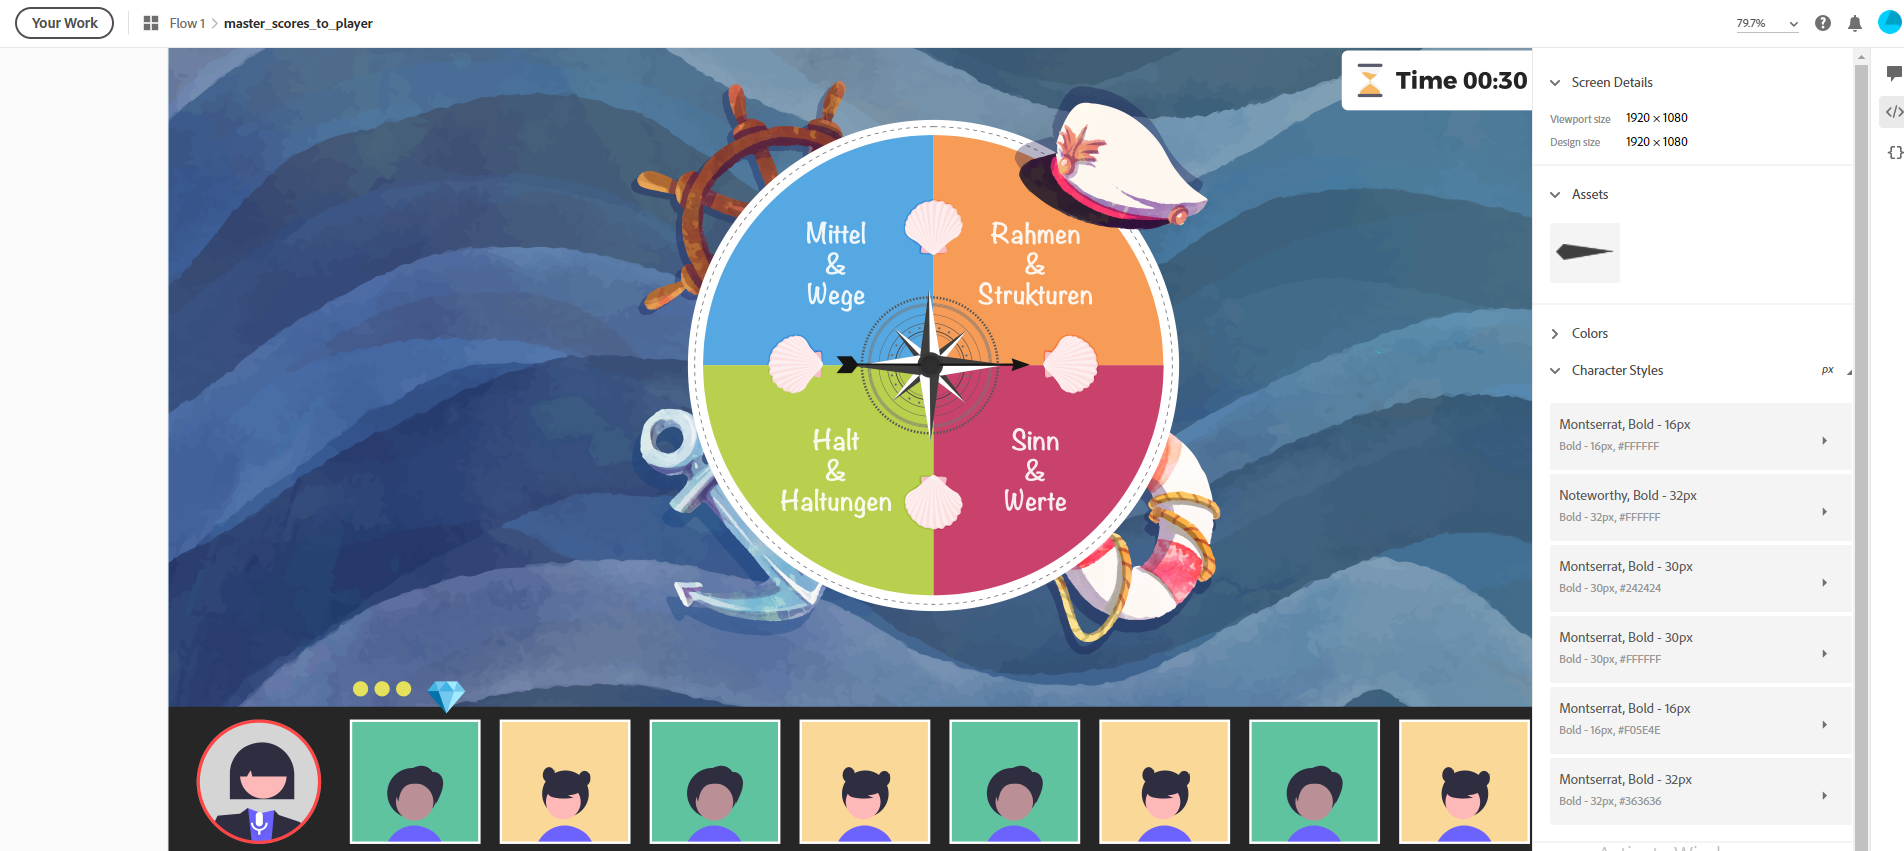 Your Work
Flow 1
master_scores_to_player
79.7%
Time 00:30
Mittel
&
Wege
Rahmen
&
Strukturen
Halt
&
Haltungen
Sinn
&
Werte
Screen Details
Viewport size 1920 × 1080
Design size 1920 × 1080
Assets
Colors
Character Styles px
Montserrat, Bold - 16px
Bold - 16px, #FFFFFF
Noteworthy, Bold - 32px
Bold - 32px, #FFFFFF
Montserrat, Bold - 30px
Bold - 30px, #242424
Montserrat, Bold - 30px
Bold - 30px, #FFFFFF
Montserrat, Bold - 16px
Bold - 16px, #F05E4E
Montserrat, Bold - 32px
Bold - 32px, #363636